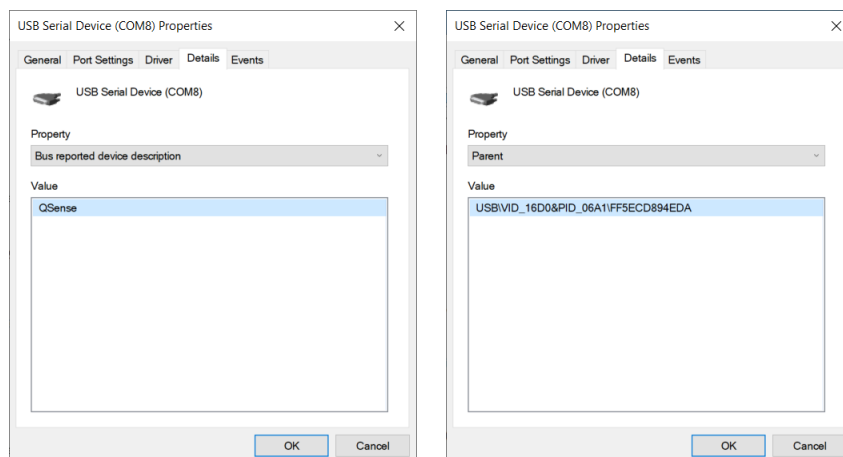 USB Serial Device (COM8) Properties
General Port Settings Driver Details Events
USB Serial Device (COM8)
Property
Bus reported device description
Value
QSense
OK Cancel
USB Serial Device (COM8) Properties
General Port Settings Driver Details Events
USB Serial Device (COM8)
Property
Parent
Value
USB\VID_16D0&PID_06A1\FF5ECD894EDA
OK Cancel